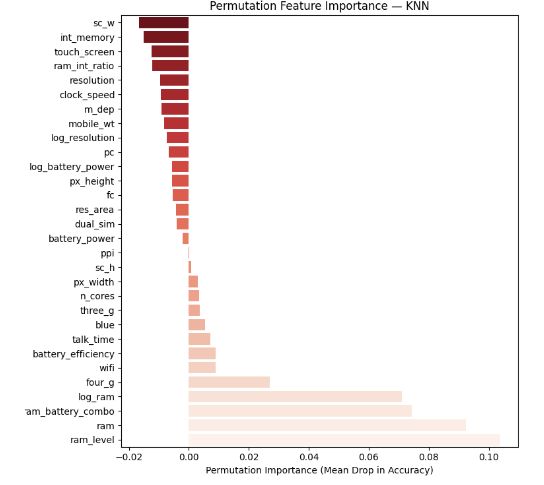 Permutation Feature Importance — KNN
sc_w
int_memory
touch_screen
ram_int_ratio
resolution
clock_speed
m_dep
mobile_wt
log_resolution
pc
log_battery_power
px_height
fc
res_area
dual_sim
battery_power
ppi
sc_h
px_width
n_cores
three_g
blue
talk_time
battery_efficiency
wifi
four_g
log_ram
ram_battery_combo
ram
ram_level
−0.02 0.00 0.02 0.04 0.06 0.08 0.10
Permutation Importance (Mean Drop in Accuracy)